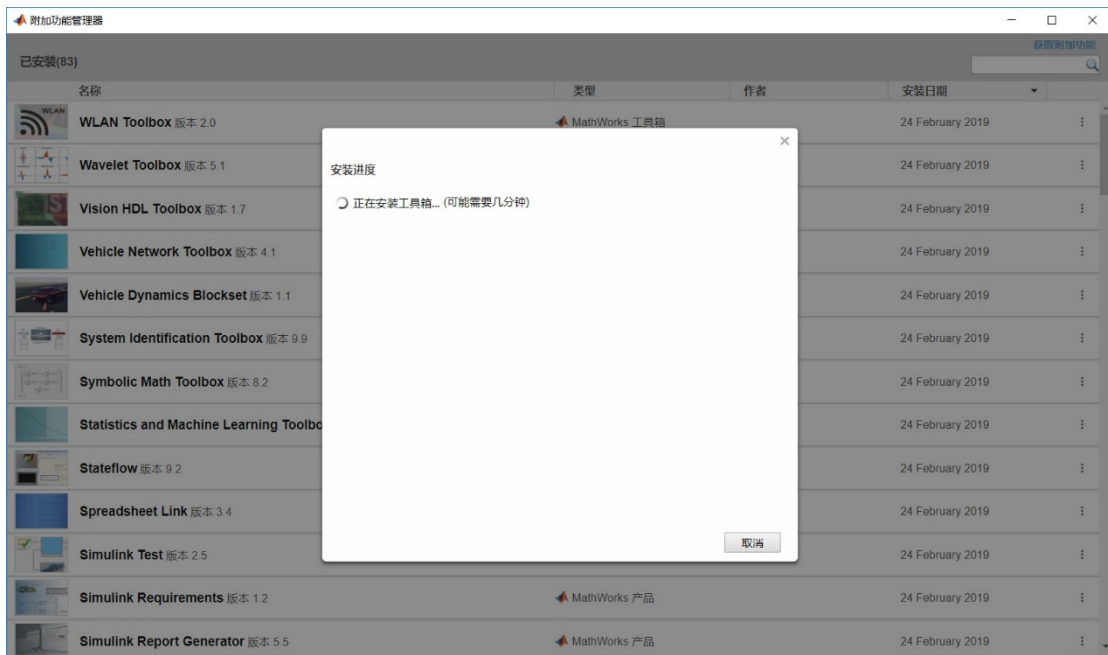 附加功能管理器
获取附加功能
已安装(83)
名称 类型 作者 安装日期
WLAN
WLAN Toolbox 版本 2.0 MathWorks 工具箱 24 February 2019
Wavelet Toolbox 版本 5.1 24 February 2019
Vision HDL Toolbox 版本 1.7 24 February 2019
Vehicle Network Toolbox 版本 4.1 24 February 2019
Vehicle Dynamics Blockset 版本 1.1 24 February 2019
System Identification Toolbox 版本 9.9 24 February 2019
Symbolic Math Toolbox 版本 8.2 24 February 2019
Statistics and Machine Learning Toolbo 24 February 2019
Stateflow 版本 9.2 24 February 2019
Spreadsheet Link 版本 3.4 24 February 2019
Simulink Test 版本 2.5 24 February 2019
Simulink Requirements 版本 1.2 MathWorks 产品 24 February 2019
Simulink Report Generator 版本 5.5 MathWorks 产品 24 February 2019
安装进度
正在安装工具箱... (可能需要几分钟)
取消